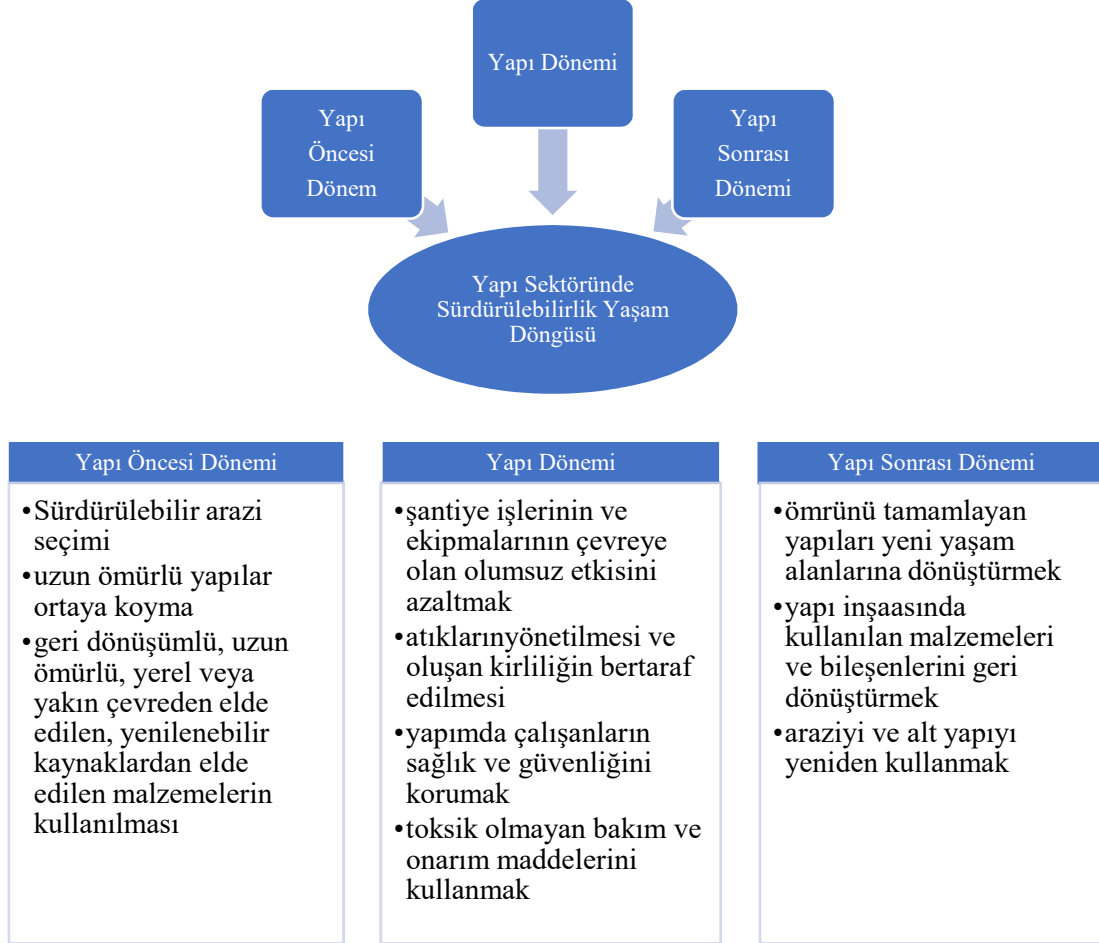 Yapı Dönemi
Yapı
Öncesi
Dönem
Yapı
Sonrası
Dönemi
Yapı Sektöründe
Sürdürülebilirlik Yaşam
Döngüsü
Yapı Öncesi Dönemi
•Sürdürülebilir arazi
seçimi
•uzun ömürlü yapılar
ortaya koyma
•geri dönüşümlü, uzun
ömürlü, yerel veya
yakın çevreden elde
edilen, yenilenebilir
kaynaklardan elde
edilen malzemelerin
kullanılması
Yapı Dönemi
•şantiye işlerinin ve
ekipmalarının çevreye
olan olumsuz etkisini
azaltmak
•atıklarınyönetilmesi ve
oluşan kirliliğin bertaraf
edilmesi
•yapımda çalışanların
sağlık ve güvenliğini
korumak
•toksik olmayan bakım ve
onarım maddelerini
kullanmak
Yapı Sonrası Dönemi
•ömrünü tamamlayan
yapıları yeni yaşam
alanlarına dönüştürmek
•yapı inşaasında
kullanılan malzemeleri
ve bileşenlerini geri
dönüştürmek
•araziyi ve alt yapıyı
yeniden kullanmak